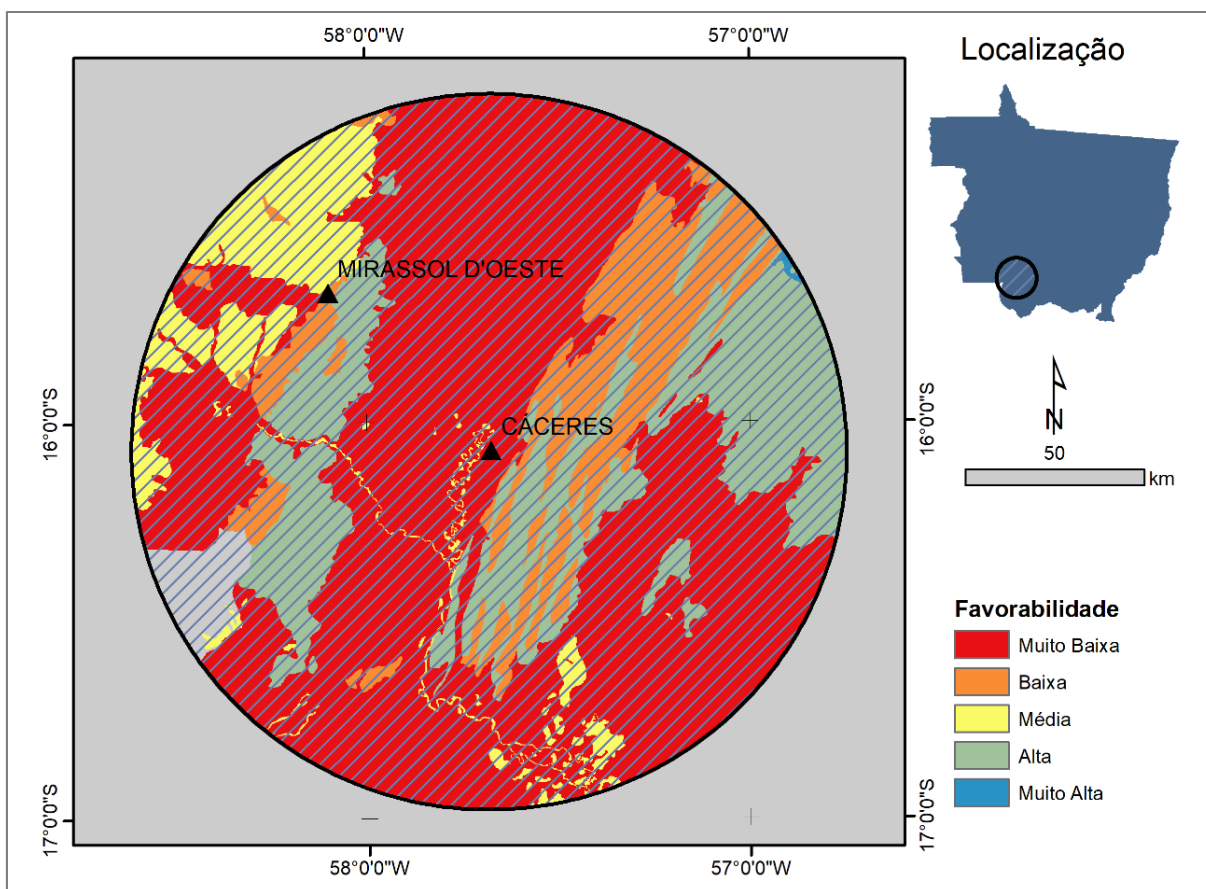 58°0'0"W
57°0'0"W
Localização
MIRASSOL D'OESTE
16°0'0"S
CÁCERES
16°0'0"S
N
50
km
Favorabilidade
Muito Baixa
Baixa
Média
Alta
Muito Alta
17°0'0"S
17°0'0"S
58°0'0"W
57°0'0"W